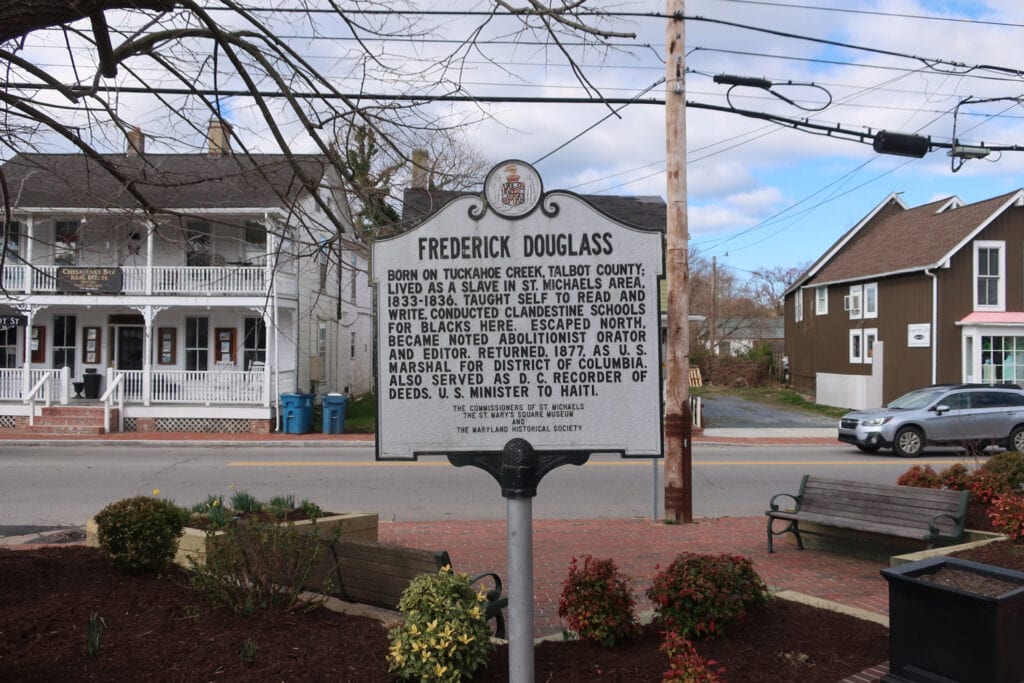 FREDERICK DOUGLASS
BORN ON TUCKAHOE CREEK, TALBOT COUNTY;
LIVED AS A SLAVE IN ST. MICHAELS AREA,
1833-1836. TAUGHT SELF TO READ AND
WRITE, CONDUCTED CLANDESTINE SCHOOLS
FOR BLACKS HERE. ESCAPED NORTH,
BECAME NOTED ABOLITIONIST ORATOR
AND EDITOR. RETURNED, 1877, AS U.S.
MARSHAL FOR DISTRICT OF COLUMBIA.
ALSO SERVED AS D.C. RECORDER OF
DEEDS, U.S. MINISTER TO HAITI.
THE COMMISSIONERS OF ST. MICHAELS
THE ST. MARY'S SQUARE MUSEUM
AND
THE MARYLAND HISTORICAL SOCIETY
CHESAPEAKE BAY
REAL ESTATE
ST